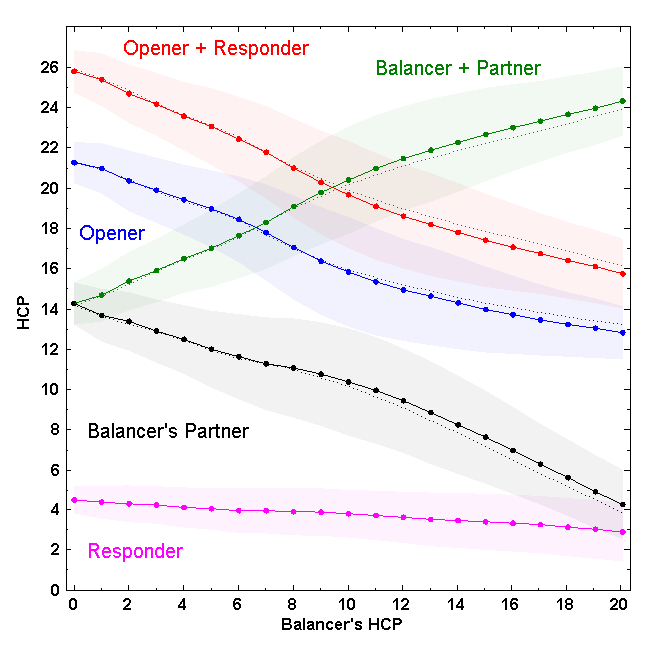 Opener + Responder
Balancer + Partner
Opener
Balancer's Partner
Responder
HCP
26
24
22
20
18
16
14
12
10
8
6
4
2
0
0 2 4 6 8 10 12 14 16 18 20
Balancer's HCP